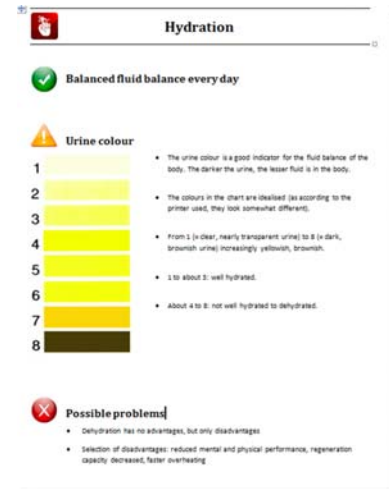 Hydration
Balanced fluid balance every day
Urine colour
1
2
3
4
5
6
7
8
• The urine colour is a good indicator for the fluid balance of the
body. The darker the urine, the lesser fluid is in the body.
• The colours in the chart are idealised (as according to the
printer used, they look somewhat different).
• From 1 (= clear, nearly transparent urine) to 8 (= dark,
brownish urine) increasingly yellowish, brownish.
• 1 to about 3: well hydrated.
• About 4 to 8: not well hydrated to dehydrated.
Possible problems
• Dehydration has no advantages, but only disadvantages
• Selection of disadvantages: reduced mental and physical performance, regeneration
capacity decreased, faster overheating